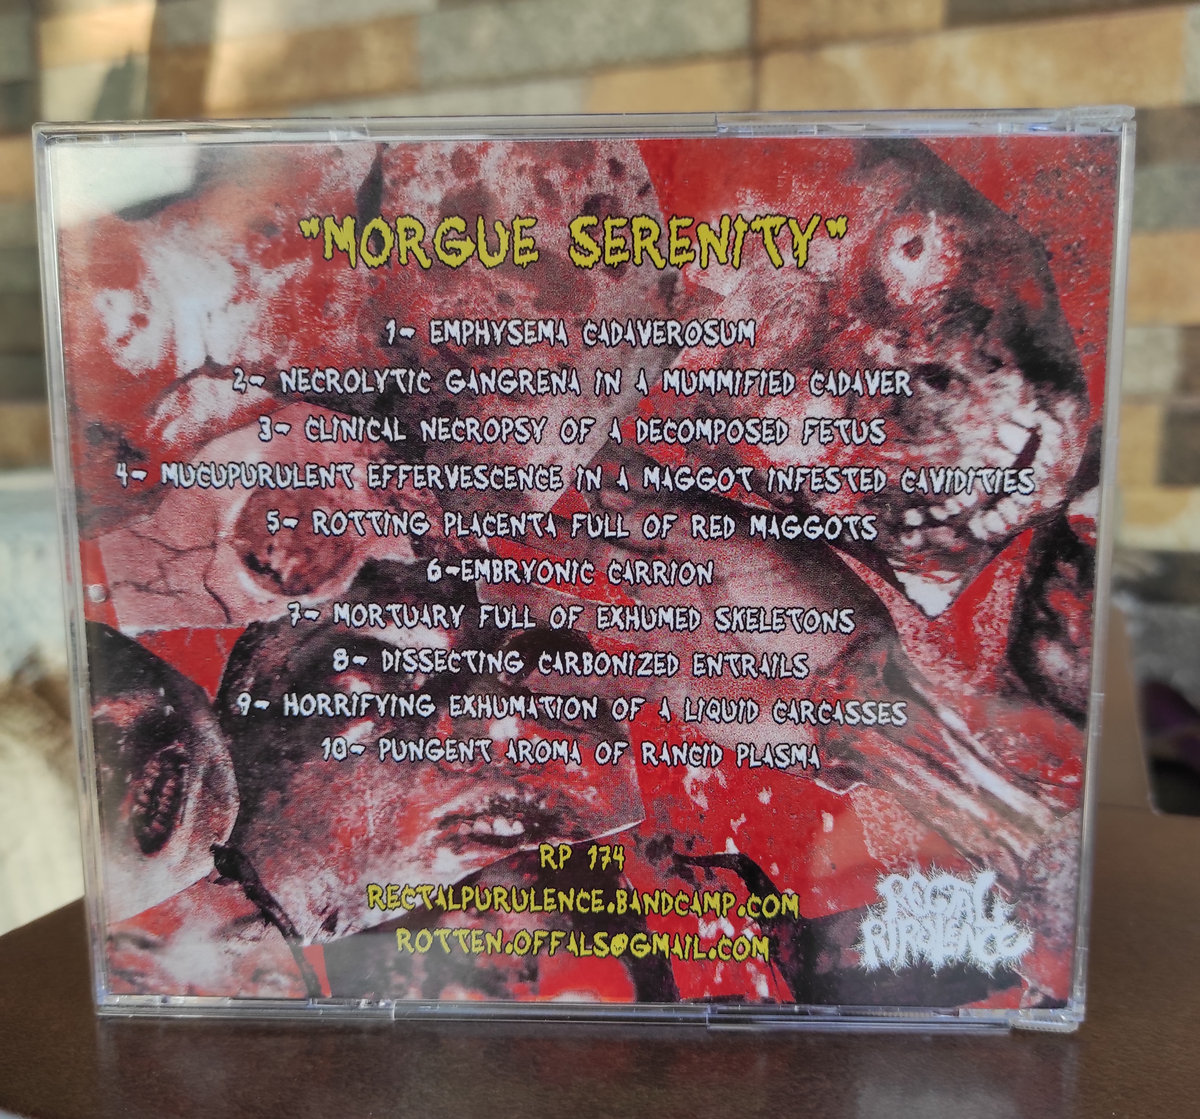 "MORGUE SERENITY"
1- EMPHYSEMA CADAVEROSUM
2- NECROLYTIC GANGRENA IN A MUMMIFIED CADAVER
3- CLINICAL NECROPSY OF A DECOMPOSED FETUS
4- MUCUPURULENT EFFERVESCENCE IN A MAGGOT INFESTED CAVIDITIES
5- ROTTING PLACENTA FULL OF RED MAGGOTS
6-EMBRYONIC CARRION
7- MORTUARY FULL OF EXHUMED SKELETONS
8- DISSECTING CARBONIZED ENTRAILS
9- HORRIFYING EXHUMATION OF A LIQUID CARCASSES
10- PUNGENT AROMA OF RANCID PLASMA
RP 174
RECTALPURULENCE.BANDCAMP.COM
ROTTEN.OFFALS@GMAIL.COM
RECTAL
PURULENCE